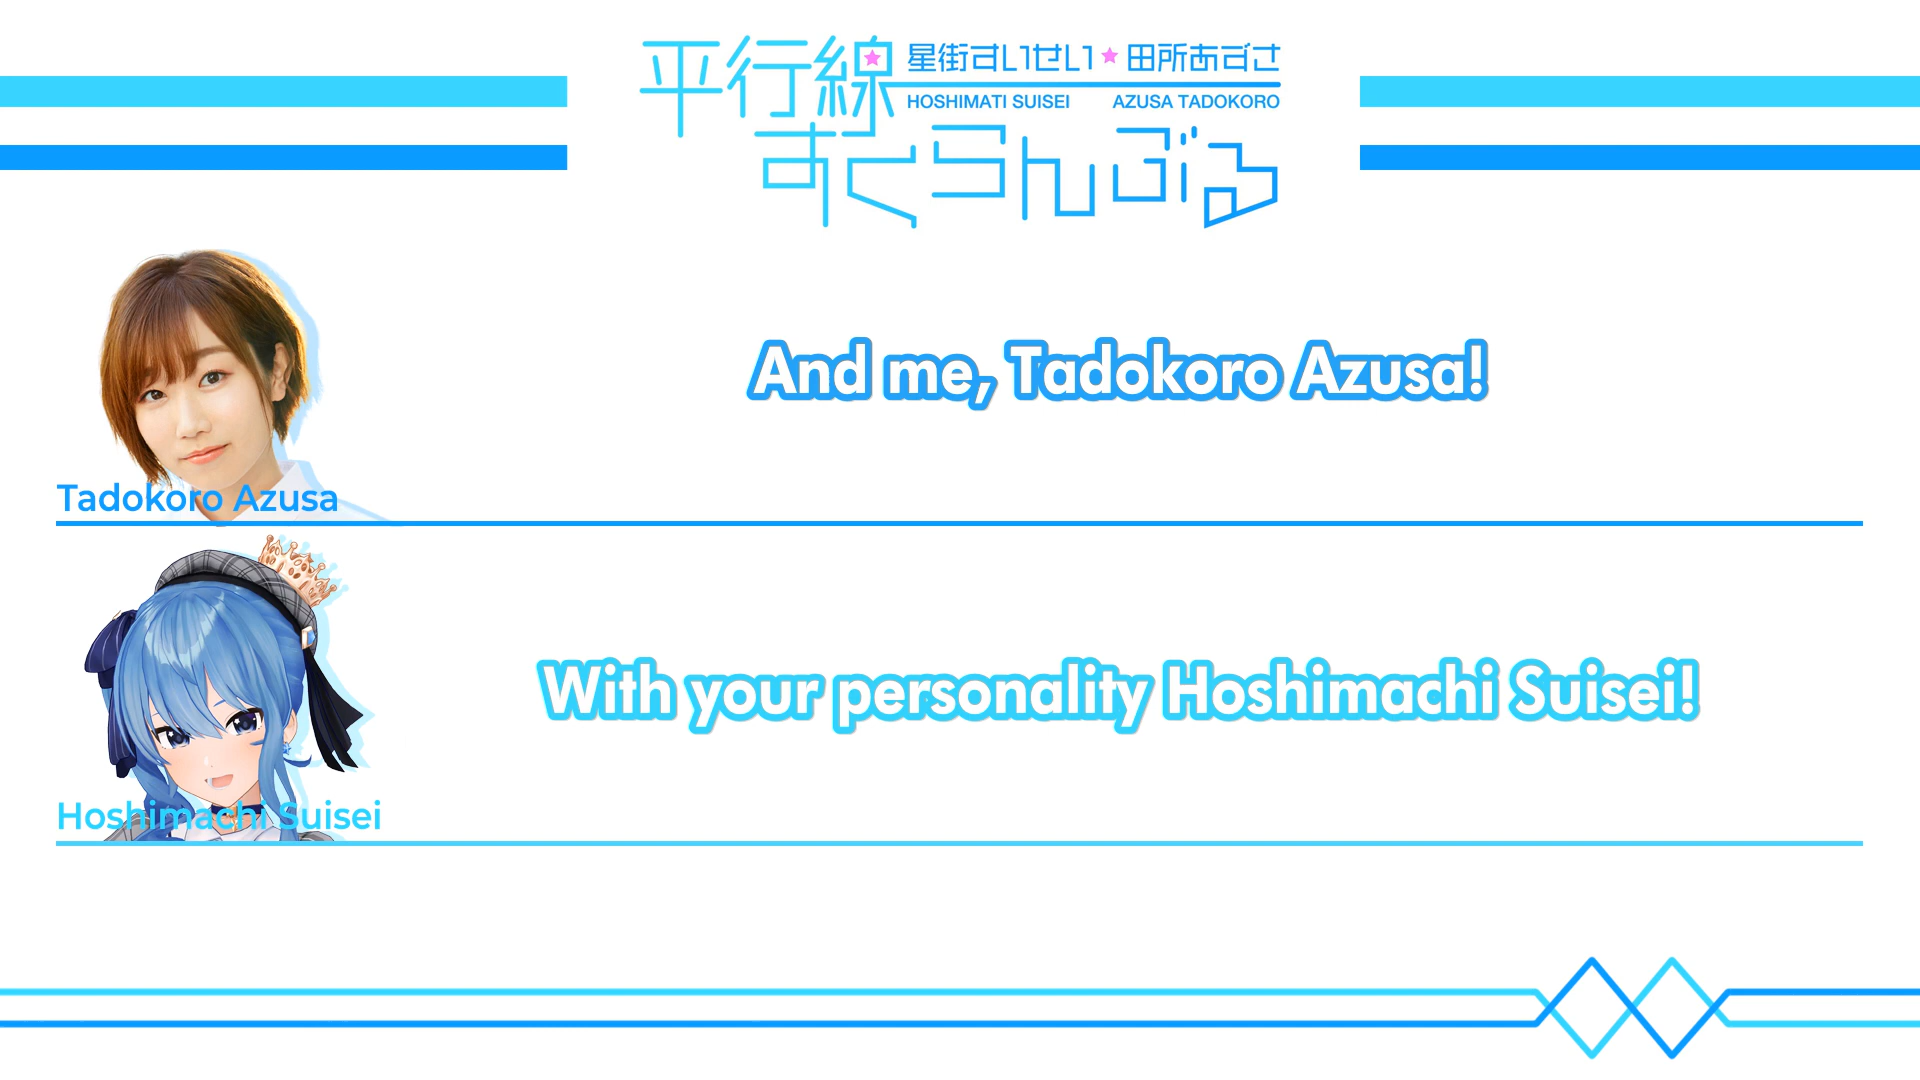 平行線
星街すいせい★田所あずさ
HOSHIMATI SUISEI AZUSA TADOKORO
すくらんぶる
And me, Tadokoro Azusa!
Tadokoro Azusa
With your personality Hoshimachi Suisei!
Hoshimachi Suisei